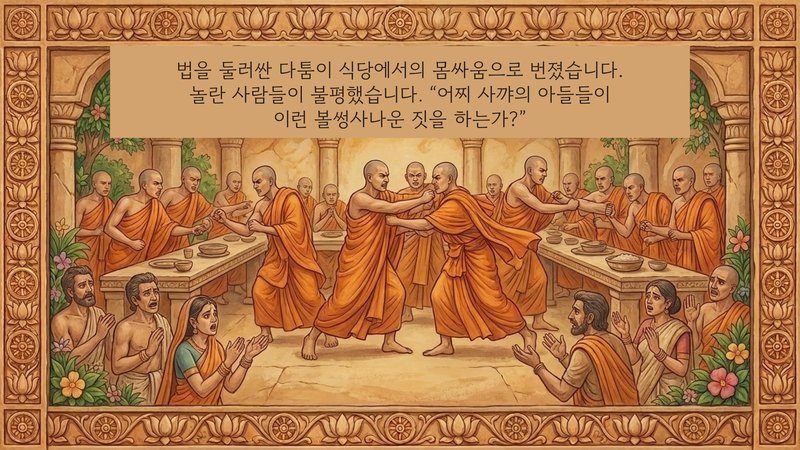 법을 둘러싼 다툼이 식당에서의 몸싸움으로 번졌습니다.
놀란 사람들이 불평했습니다. “어찌 사꺄의 아들들이
이런 볼썽사나운 짓을 하는가?”